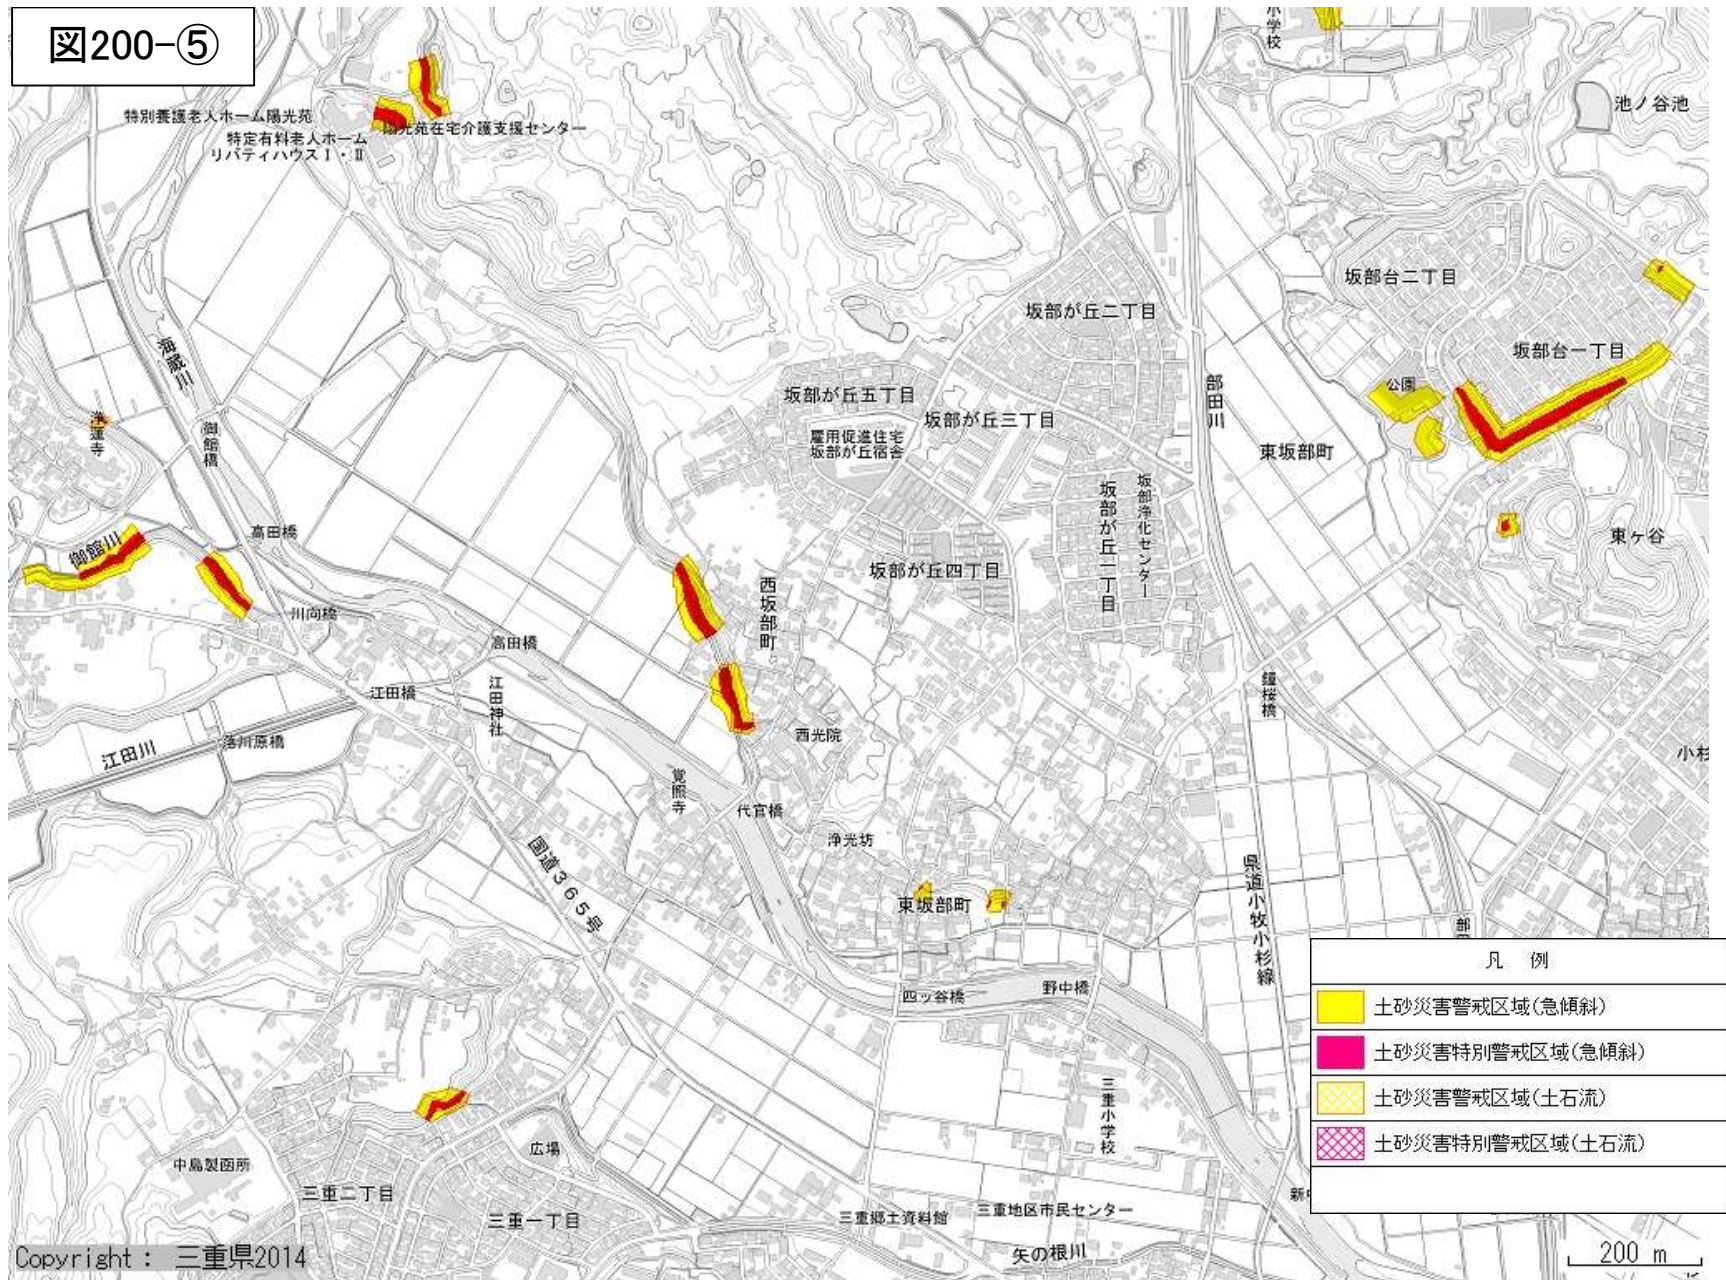 図200-⑤
小学校
池ノ谷池
特別養護老人ホーム陽光苑
陽光苑在宅介護支援センター
特定有料老人ホーム
リバティハウスⅠ・Ⅱ
坂部台二丁目
坂部が丘二丁目
坂部台一丁目
海蔵川
部田川
公園
坂部が丘五丁目
坂部が丘三丁目
浄蓮寺
御館橋
雇用促進住宅
坂部が丘宿舎
東坂部町
坂部が丘一丁目
坂部浄化センター
高田橋
東ヶ谷
御館川
坂部が丘四丁目
西坂部町
川向橋
高田橋
江田橋
江田神社
鐘桜橋
江田川
落川原橋
西光院
小杉
覚照寺
代官橋
浄光坊
国道365号
県道小牧小杉線
東坂部町
部田
四ッ谷橋
野中橋
凡 例
土砂災害警戒区域(急傾斜)
土砂災害特別警戒区域(急傾斜)
土砂災害警戒区域(土石流)
土砂災害特別警戒区域(土石流)
三重小学校
広場
中島製函所
三重二丁目
三重一丁目
三重郷土資料館
三重地区市民センター
矢の根川
Copyright : 三重県2014
200 m